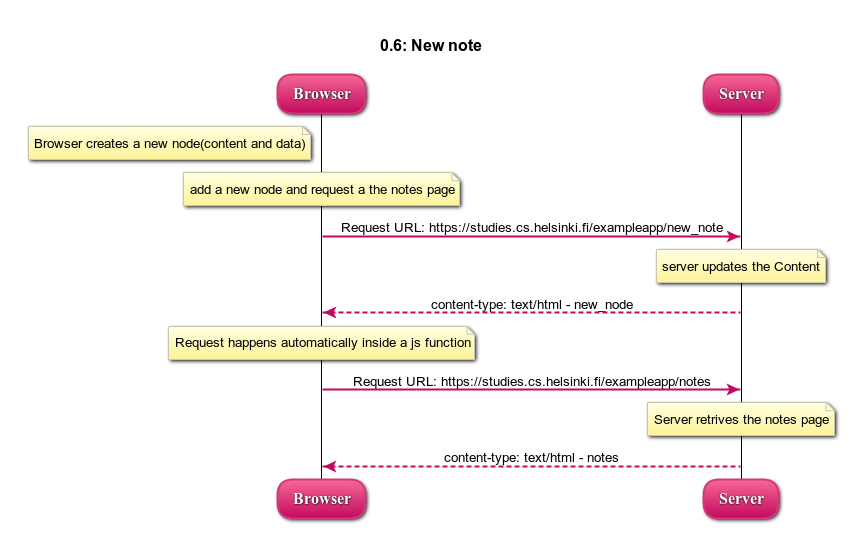 0.6: New note
Browser
Server
Browser creates a new node(content and data)
add a new node and request a the notes page
Request URL: https://studies.cs.helsinki.fi/exampleapp/new_note
server updates the Content
content-type: text/html - new_node
Request happens automatically inside a js function
Request URL: https://studies.cs.helsinki.fi/exampleapp/notes
Server retrives the notes page
content-type: text/html - notes
Browser
Server